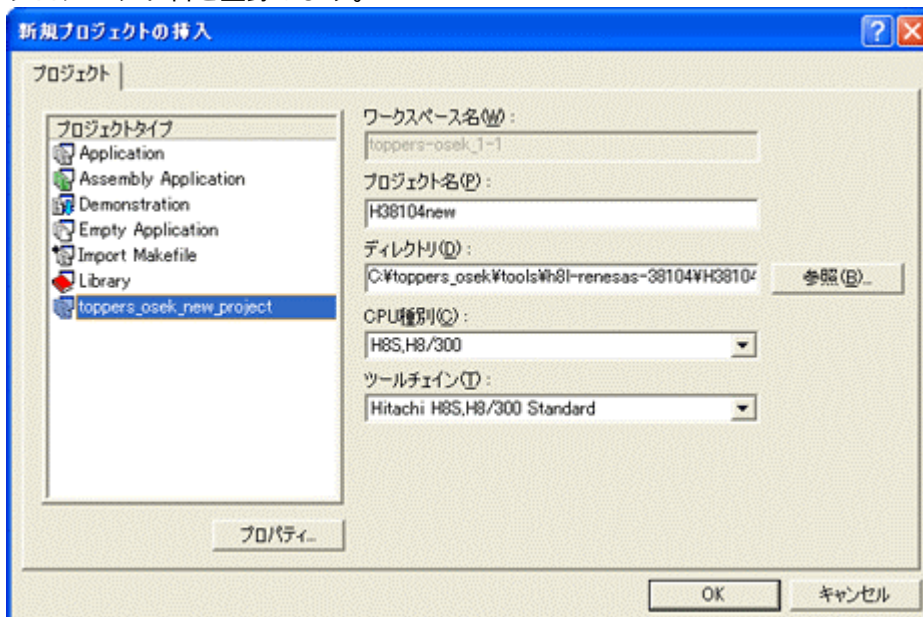 新規プロジェクトの挿入
プロジェクト
プロジェクトタイプ
Application
Assembly Application
Demonstration
Empty Application
Import Makefile
Library
toppers_osek_new_project
プロパティ...
ワークスペース名(W):
toppers-osek_1-1
プロジェクト名(P):
H38104new
ディレクトリ(D):
C:¥toppers_osek¥tools¥h8l-renesas-38104¥H38104
参照(B)...
CPU種別(C):
H8S,H8/300
ツールチェイン(T):
Hitachi H8S,H8/300 Standard
OK
キャンセル